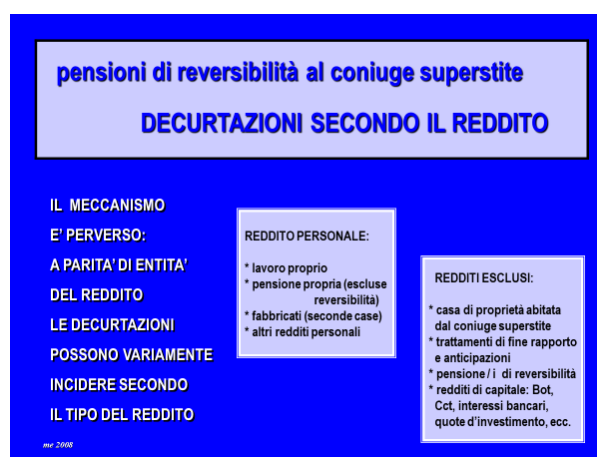 pensioni di reversibilità al coniuge superstite
DECURTAZIONI SECONDO IL REDDITO
IL MECCANISMO
E' PERVERSO:
A PARITA' DI ENTITA'
DEL REDDITO
LE DECURTAZIONI
POSSONO VARIAMENTE
INCIDERE SECONDO
IL TIPO DEL REDDITO
REDDITO PERSONALE:
* lavoro proprio
* pensione propria (escluse
reversibilità)
* fabbricati (seconde case)
* altri redditi personali
REDDITI ESCLUSI:
* casa di proprietà abitata
dal coniuge superstite
* trattamenti di fine rapporto
e anticipazioni
* pensione / i di reversibilità
* redditi di capitale: Bot,
Cct, interessi bancari,
quote d'investimento, ecc.
me 2008